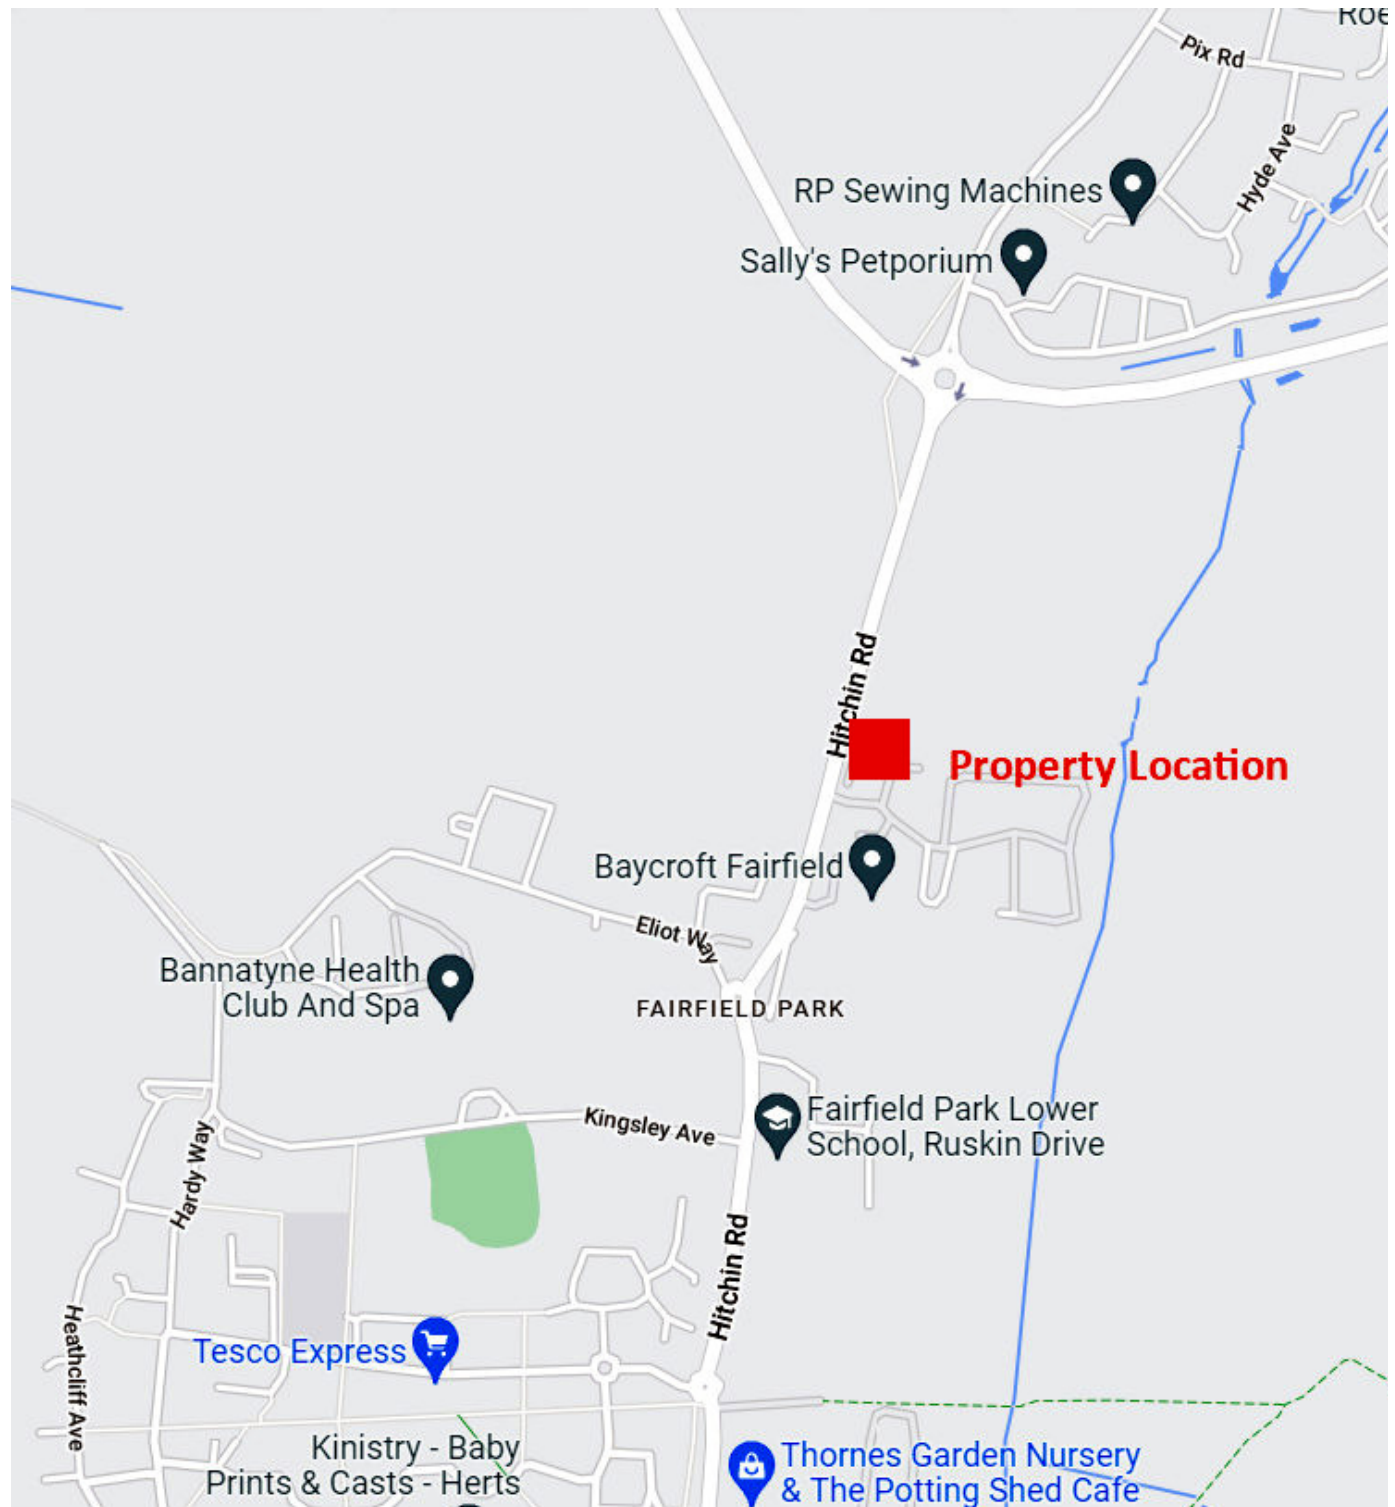 Roe
Pix Rd
Hyde Ave
RP Sewing Machines
Sally's Petporium
Hitchin Rd
Property Location
Baycroft Fairfield
Eliot Way
Bannatyne Health
Club And Spa
FAIRFIELD PARK
Fairfield Park Lower
School, Ruskin Drive
Kingsley Ave
Hardy Way
Hitchin Rd
Heathcliff Ave
Tesco Express
Kinistry - Baby
Prints & Casts - Herts
Thornes Garden Nursery
& The Potting Shed Cafe